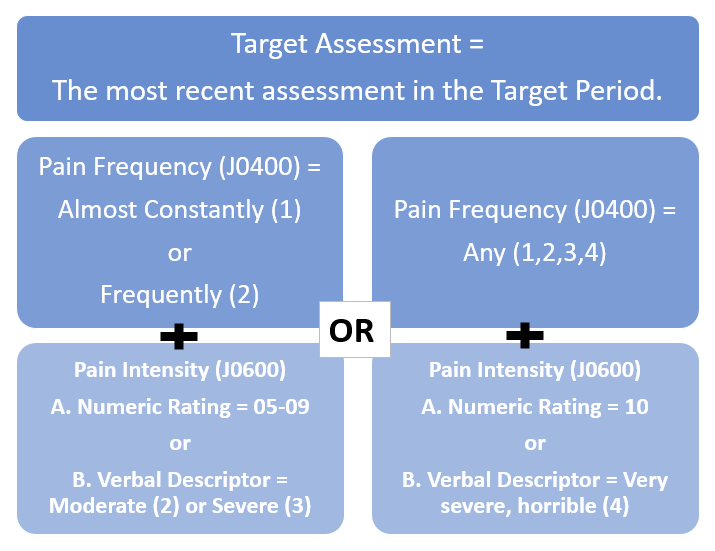 Target Assessment =
The most recent assessment in the Target Period.
Pain Frequency (J0400) =
Almost Constantly (1)
or
Frequently (2)
Pain Frequency (J0400) =
Any (1,2,3,4)
OR
Pain Intensity (J0600)
A. Numeric Rating = 05-09
or
B. Verbal Descriptor =
Moderate (2) or Severe (3)
Pain Intensity (J0600)
A. Numeric Rating = 10
or
B. Verbal Descriptor = Very
severe, horrible (4)